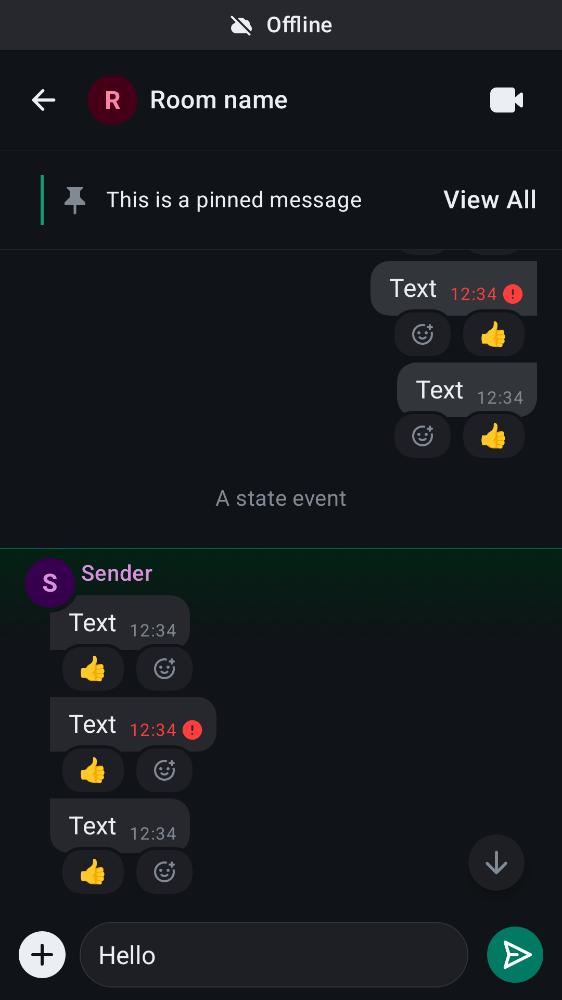 Offline
R
Room name
This is a pinned message
View All
Text 12:34
Text 12:34
A state event
S
Sender
Text 12:34
Text 12:34
Text 12:34
Hello